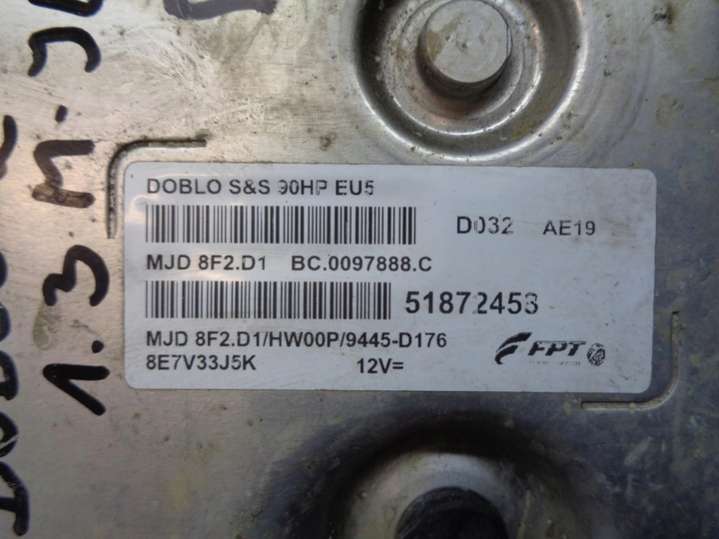 DOBLO S&S 90HP EU5
D032 AE19
MJD 8F2.D1 BC.0097888.C
51872453
MJD 8F2.D1/HW00P/9445-D176
8E7V33J5K 12V=
FPT
1.3 M.